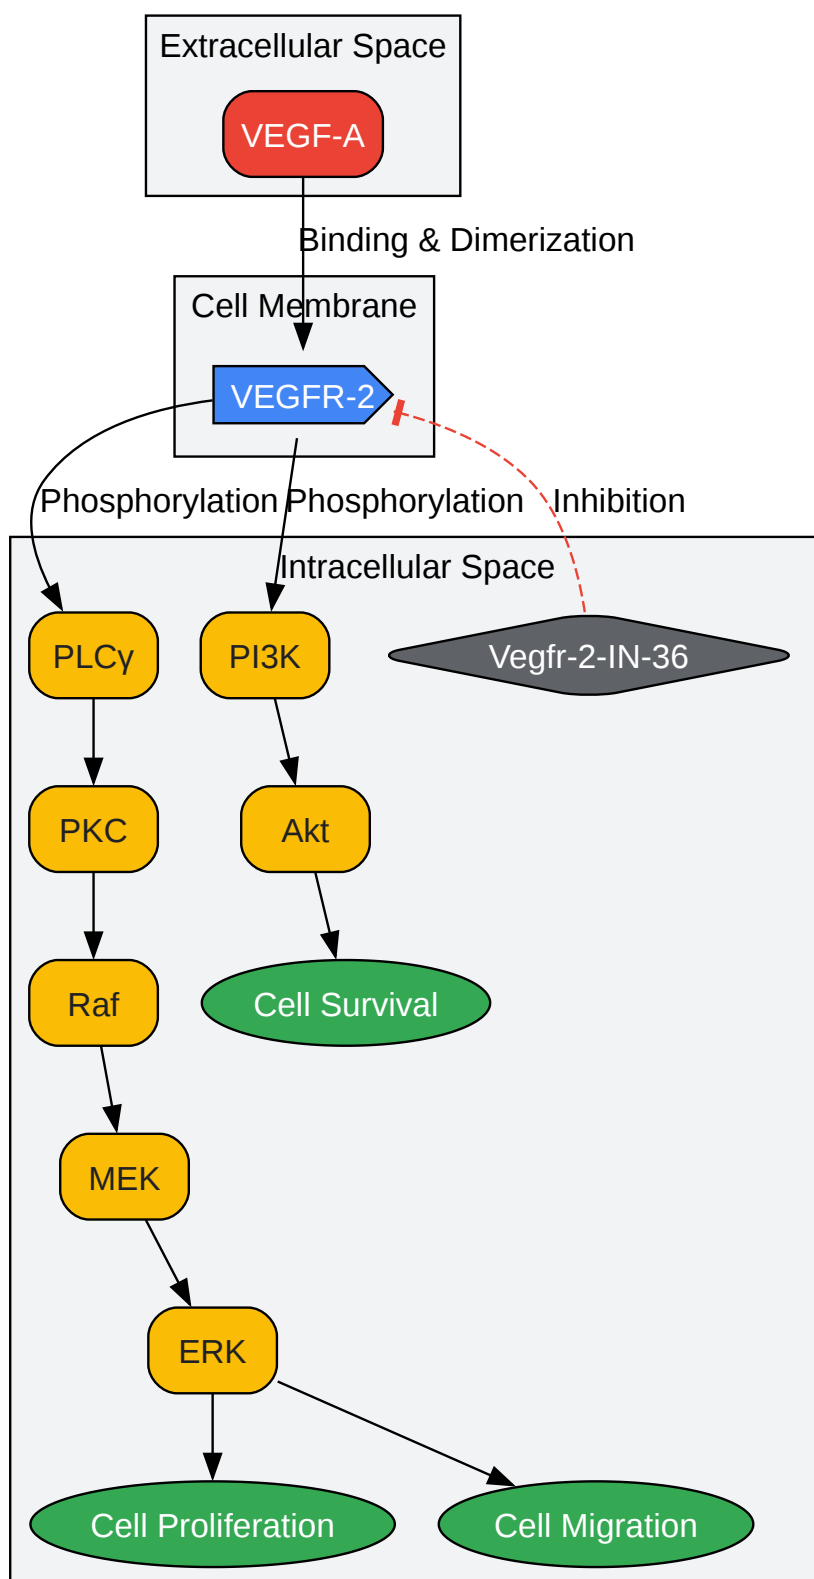 Extracellular Space
VEGF-A
Binding & Dimerization
Cell Membrane
VEGFR-2
Phosphorylation
Phosphorylation
Inhibition
Intracellular Space
PLCγ
PI3K
Vegfr-2-IN-36
PKC
Akt
Raf
Cell Survival
MEK
ERK
Cell Proliferation
Cell Migration